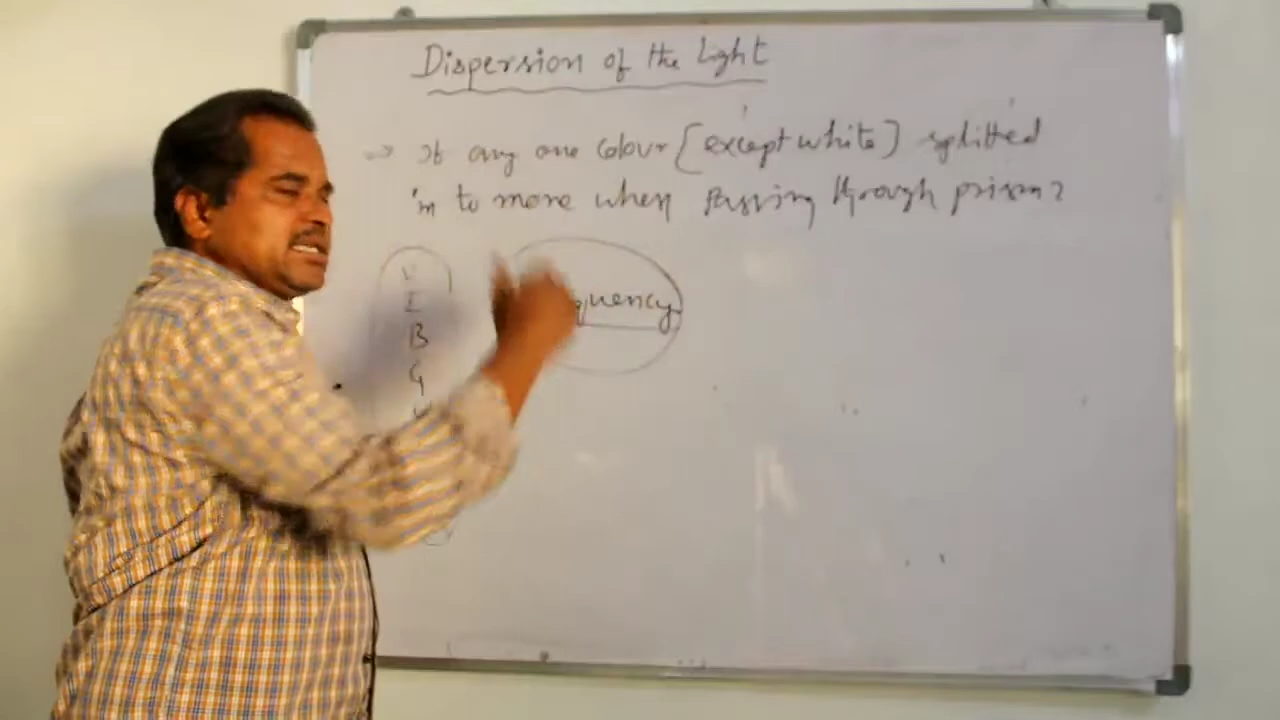 Dispersion of the Light
→ If any one colour [except white] splitted
in to more when passing through prism?
V
I
B
G
quency